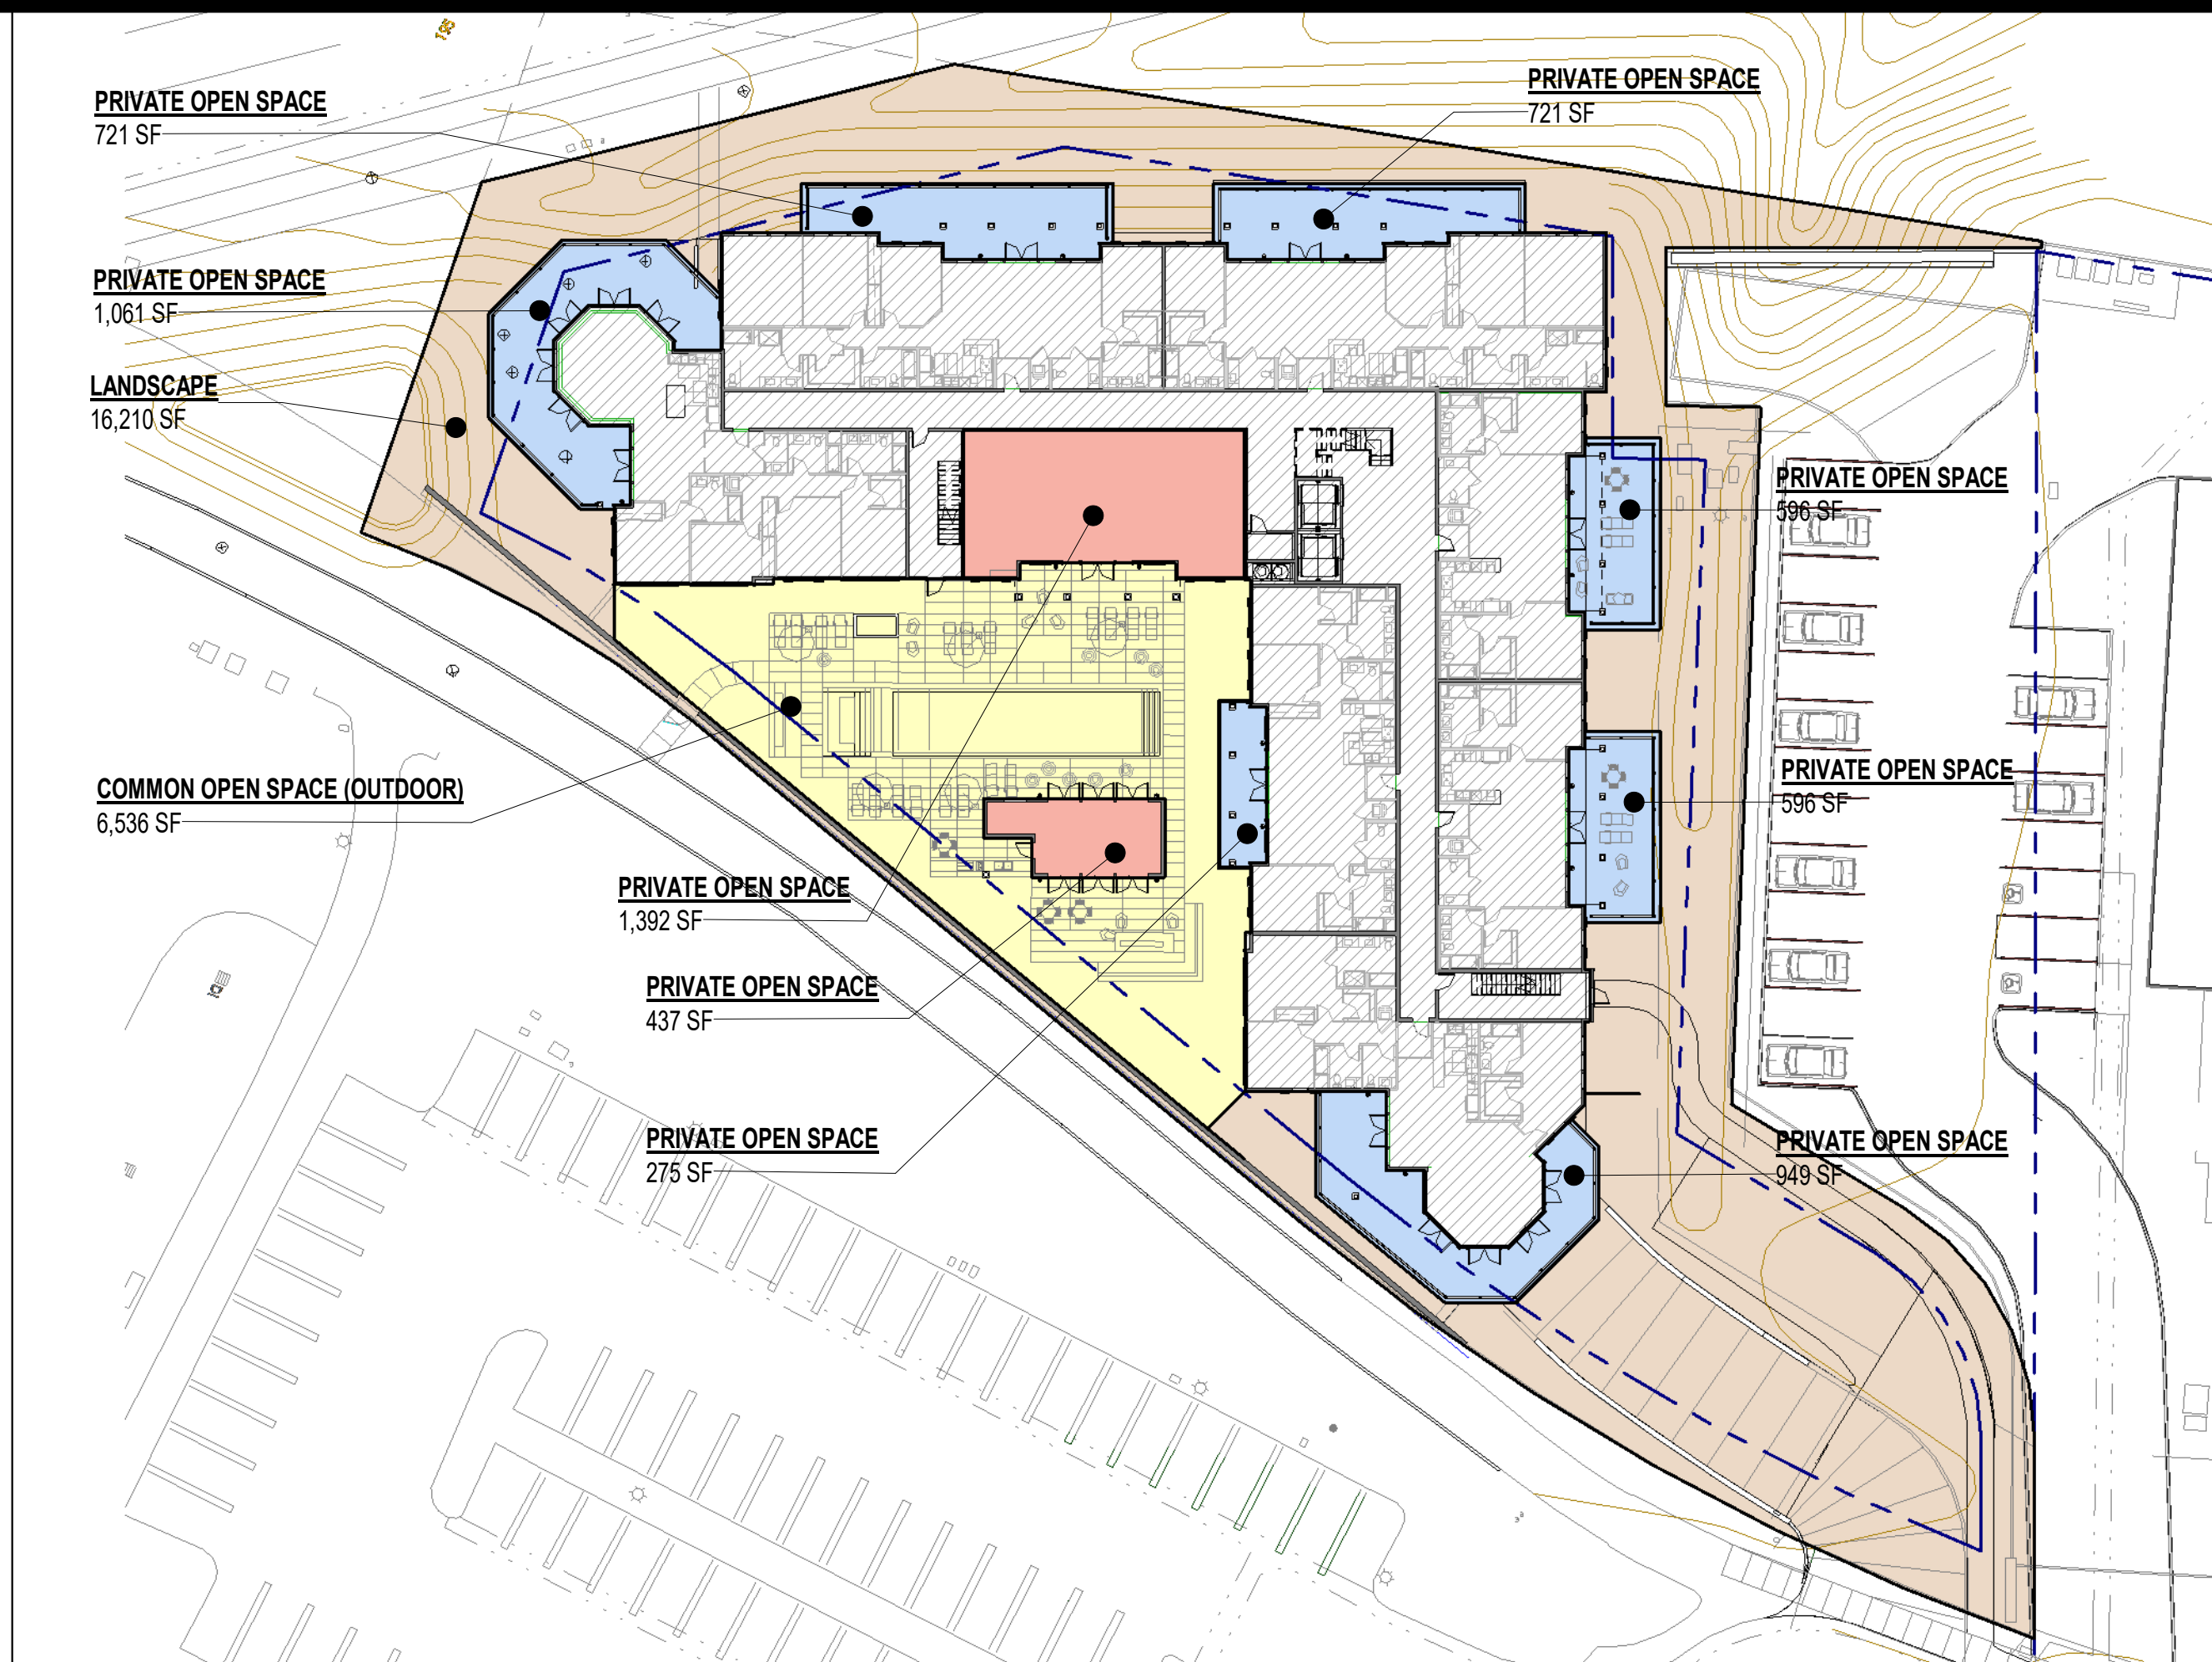 PRIVATE OPEN SPACE
721 SF
PRIVATE OPEN SPACE
721 SF
PRIVATE OPEN SPACE
1,061 SF
LANDSCAPE
16,210 SF
PRIVATE OPEN SPACE
596 SF
COMMON OPEN SPACE (OUTDOOR)
6,536 SF
PRIVATE OPEN SPACE
596 SF
PRIVATE OPEN SPACE
1,392 SF
PRIVATE OPEN SPACE
437 SF
PRIVATE OPEN SPACE
275 SF
PRIVATE OPEN SPACE
949 SF